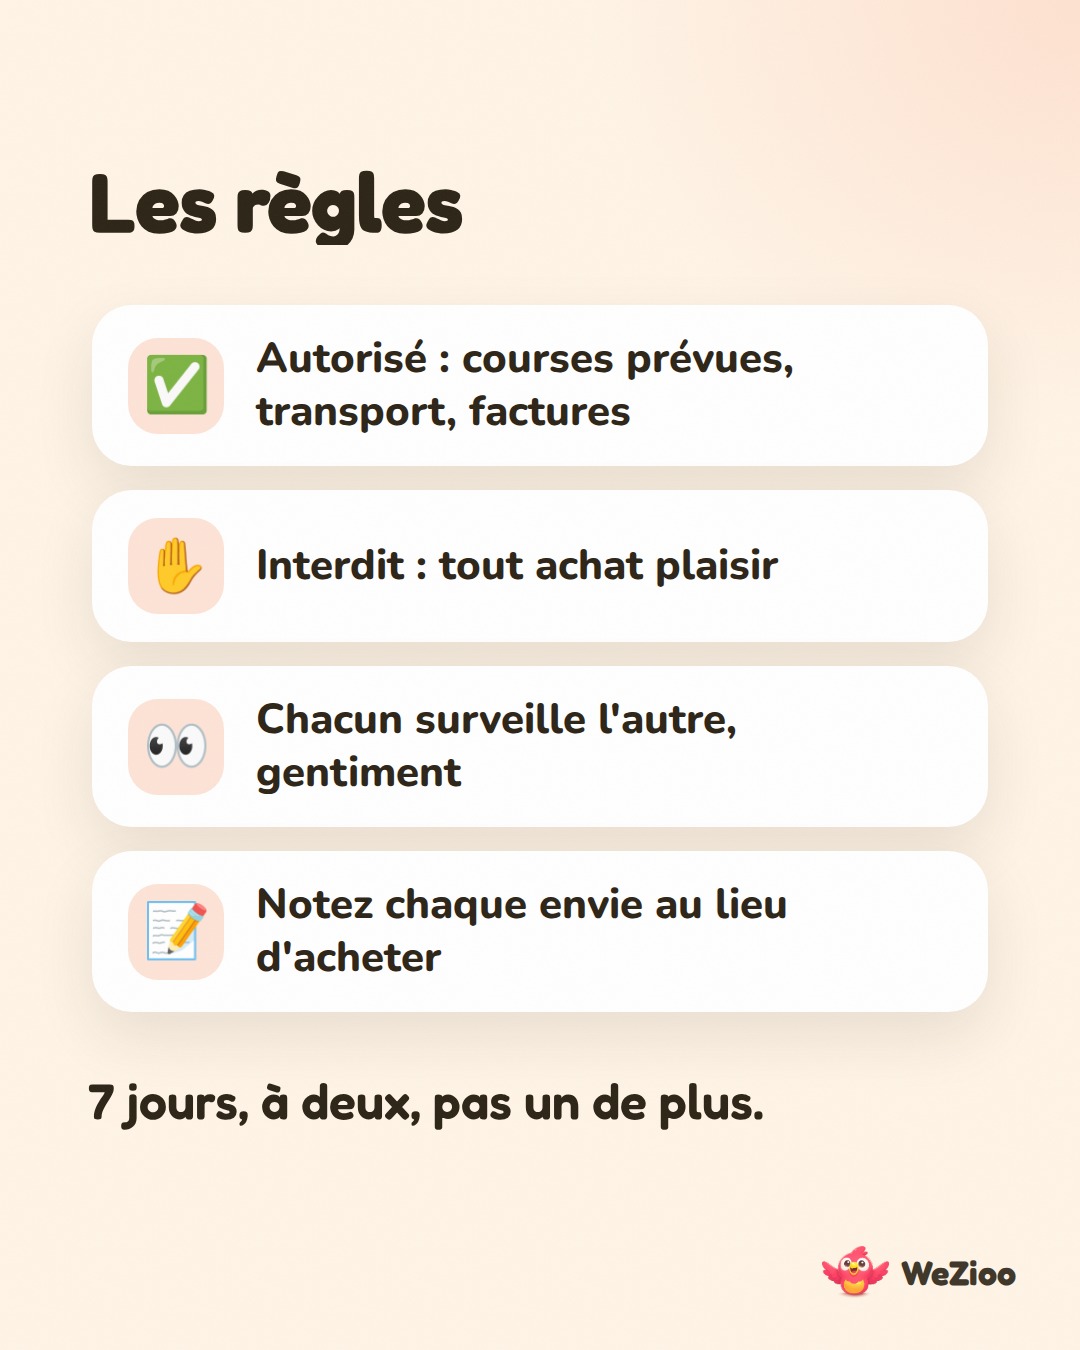 Les règles
Autorisé : courses prévues,
transport, factures
Interdit : tout achat plaisir
Chacun surveille l'autre,
gentiment
Notez chaque envie au lieu
d'acheter
7 jours, à deux, pas un de plus.
WeZioo